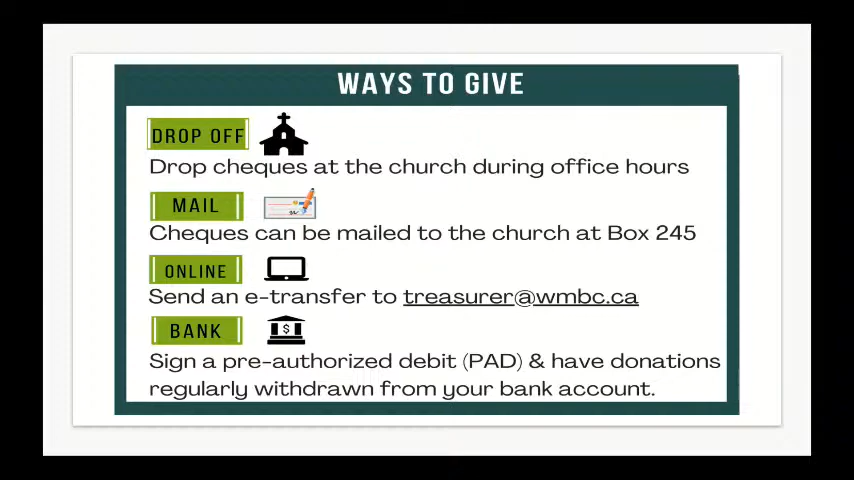 WAYS TO GIVE
DROP OFF
Drop cheques at the church during office hours
MAIL
Cheques can be mailed to the church at Box 245
ONLINE
Send an e-transfer to treasurer@wmbc.ca
BANK
$
Sign a pre-authorized debit (PAD) & have donations
regularly withdrawn from your bank account.